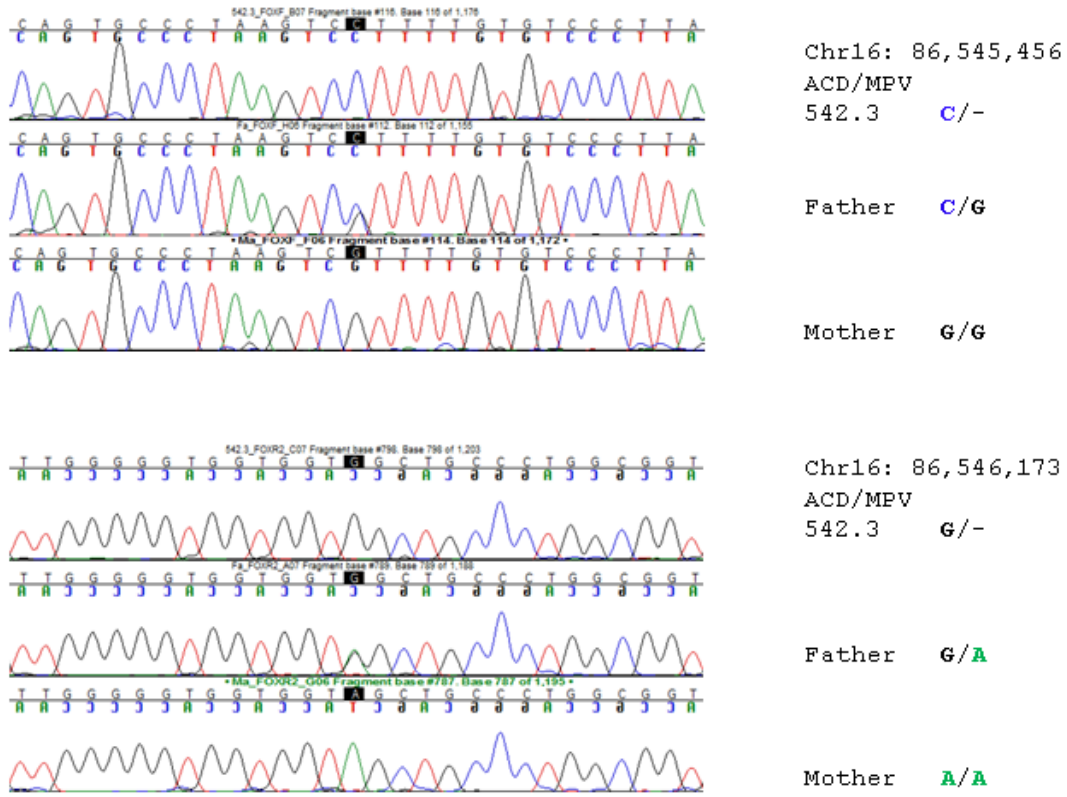 542.3_FOXF_B07 Fragment base #116. Base 116 of 1,176
C A G T G C C C T A A G T C C T T T T G T G T C C C T T A
C A G T G C C C T A A G T C C T T T T G T G T C C C T T A
Chr16: 86,545,456
ACD/MPV
542.3 C/-
Fa_FOXF_H06 Fragment base #112. Base 112 of 1,155
C A G T G C C C T A A G T C C T T T T G T G T C C C T T A
C A G T G C C C T A A G T C C T T T T G T G T C C C T T A
Father C/G
• Ma_FOXF_F06 Fragment base #114. Base 114 of 1,172 •
C A G T G C C C T A A G T C G T T T T G T G T C C C T T A
C A G T G C C C T A A G T C G T T T T G T G T C C C T T A
Mother G/G
542.3_FOXR2_C07 Fragment base #798. Base 798 of 1,203
T T G G G G G T G G T G G T G G C T G C C C T G G C G G T
A A C C C C C A C C A C C A C C G A C G G G A C C G C C A
Chr16: 86,546,173
ACD/MPV
542.3 G/-
Fa_FOXR2_A07 Fragment base #789. Base 789 of 1,188
T T G G G G G T G G T G G T G G C T G C C C T G G C G G T
A A C C C C C A C C A C C A C C G A C G G G A C C G C C A
Father G/A
• Ma_FOXR2_G06 Fragment base #787. Base 787 of 1,195 •
T T G G G G G T G G T G G T A G C T G C C C T G G C G G T
A A C C C C C A C C A C C A T C G A C G G G A C C G C C A
Mother A/A